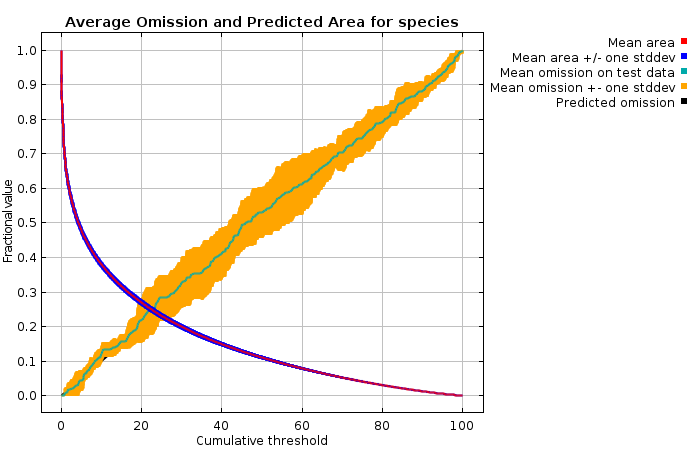 Average Omission and Predicted Area for species
Mean area
Mean area +/- one stddev
Mean omission on test data
Mean omission +- one stddev
Predicted omission
Fractional value
1.0
0.9
0.8
0.7
0.6
0.5
0.4
0.3
0.2
0.1
0.0
0 20 40 60 80 100
Cumulative threshold